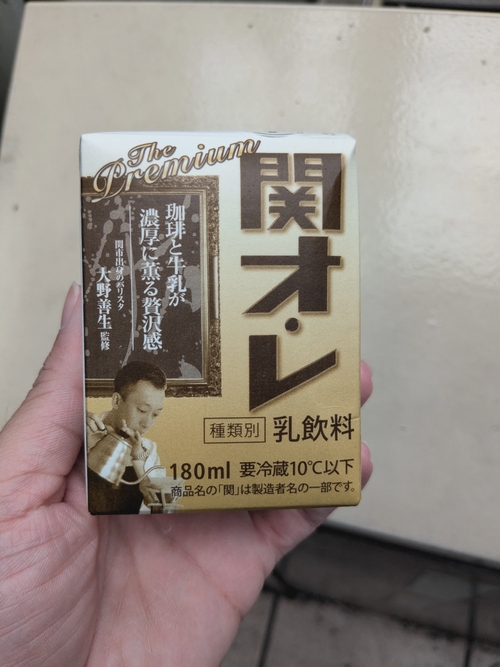 The
Premium
関オ・レ
珈琲と牛乳が
濃厚に薫る贅沢感
関市出身のバリスタ
大野善生 監修
種類別 乳飲料
180ml 要冷蔵10℃以下
商品名の「関」は製造者名の一部です。